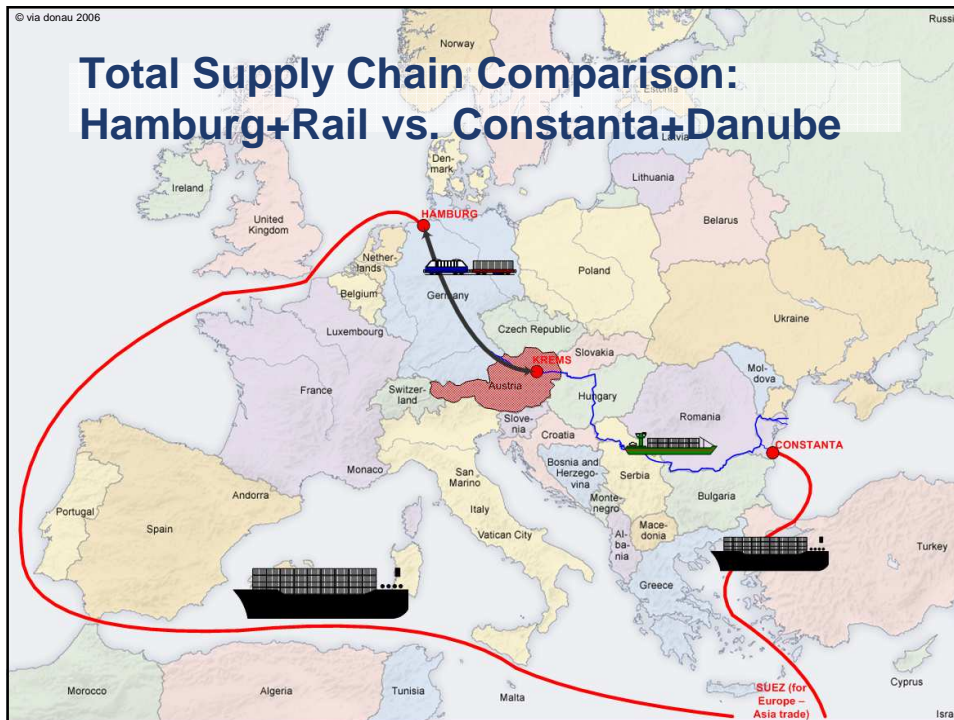 © via donau 2006
Russi
Norway
Total Supply Chain Comparison:
Hamburg+Rail vs. Constanta+Danube
Estonia
Latvia
Den-
mark
Lithuania
Ireland
United
Kingdom
HAMBURG
Belarus
Nether-
lands
Belgium
Germany
Poland
Luxembourg
Czech Republic
Ukraine
Slovakia
KREMS
Austria
France
Switzer-
land
Hungary
Mol-
dova
Romania
Slove-
nia
Croatia
CONSTANTA
Monaco
San
Marino
Bosnia and
Herzego-
vina
Serbia
Andorra
Italy
Monte-
negro
Bulgaria
Portugal
Spain
Vatican City
Al-
ba-
nia
Mace-
donia
Turkey
Greece
Morocco
Algeria
Tunisia
Malta
SUEZ (for
Europe –
Asia trade)
Cyprus
Isra